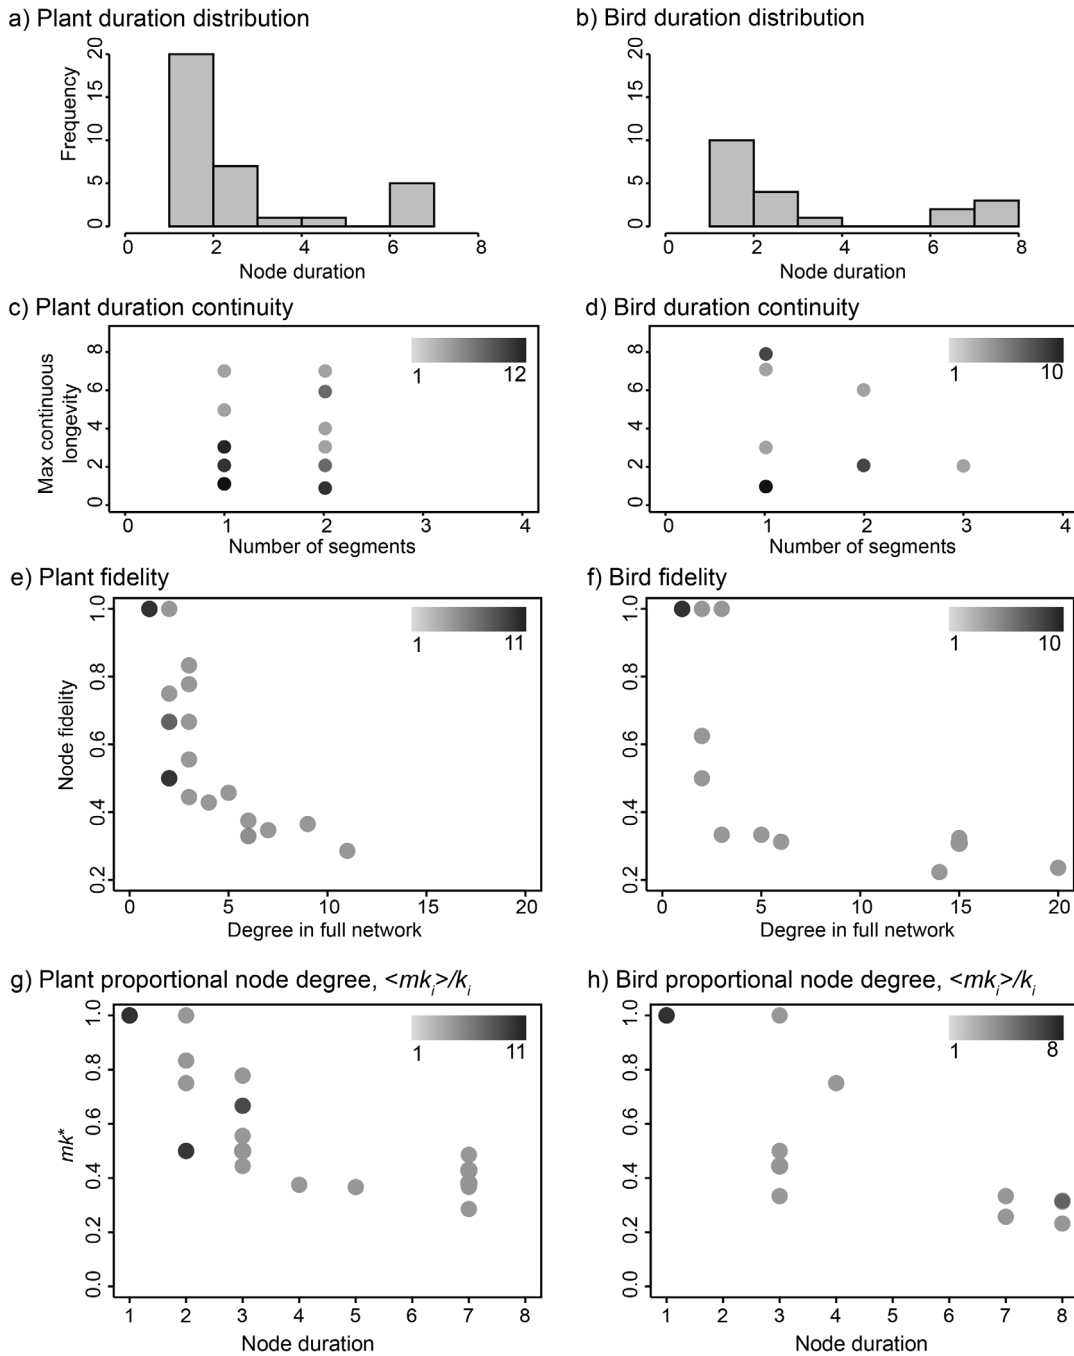 a) Plant duration distribution
b) Bird duration distribution
Frequency
0 5 10 15 20
0 2 4 6 8
Node duration
0 5 10 15 20
0 2 4 6 8
Node duration
c) Plant duration continuity
d) Bird duration continuity
Max continuous
longevity
0 2 4 6 8
1 12
0 1 2 3 4
Number of segments
0 2 4 6 8
1 10
0 1 2 3 4
Number of segments
e) Plant fidelity
f) Bird fidelity
Node fidelity
0.2 0.4 0.6 0.8 1.0
1 11
0 5 10 15 20
Degree in full network
0.2 0.4 0.6 0.8 1.0
1 10
0 5 10 15 20
Degree in full network
g) Plant proportional node degree, <mki>/ki
h) Bird proportional node degree, <mki>/ki
mk*
0.0 0.2 0.4 0.6 0.8 1.0
1 11
1 2 3 4 5 6 7 8
Node duration
0.0 0.2 0.4 0.6 0.8 1.0
1 8
1 2 3 4 5 6 7 8
Node duration